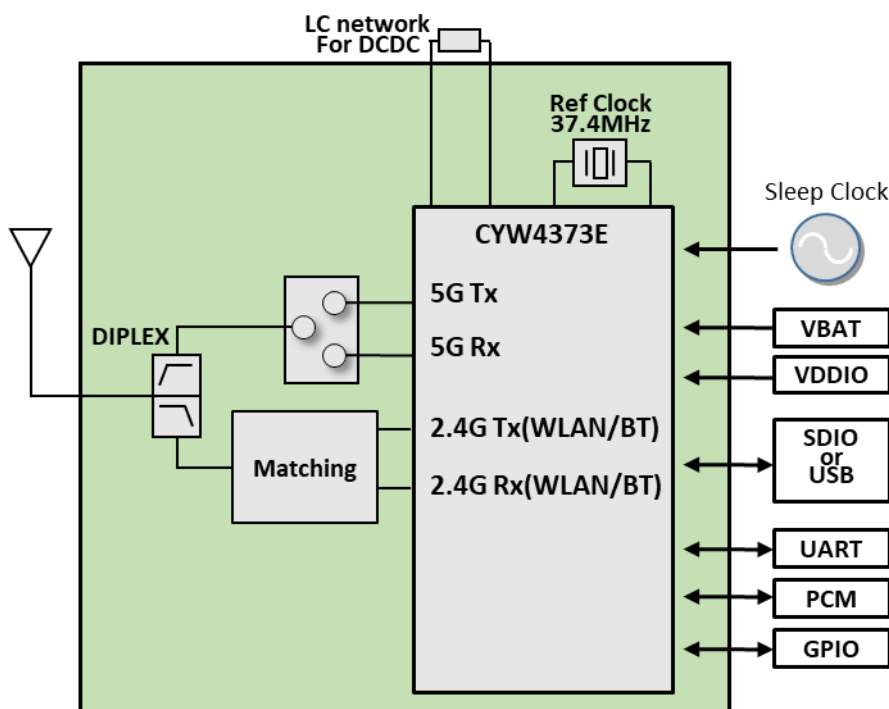 LC network
For DCDC
Ref Clock
37.4MHz
Sleep Clock
CYW4373E
5G Tx
VBAT
DIPLEX
5G Rx
VDDIO
2.4G Tx(WLAN/BT)
SDIO
or
USB
Matching
2.4G Rx(WLAN/BT)
UART
PCM
GPIO